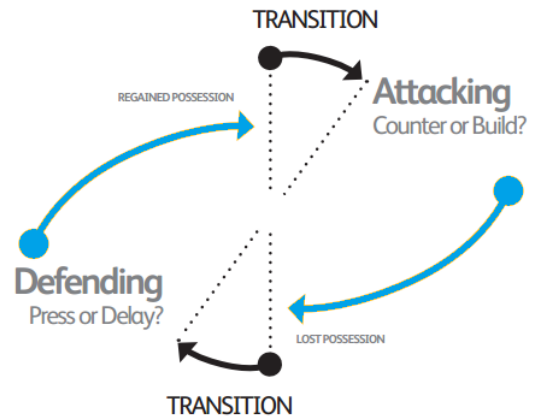 TRANSITION
REGAINED POSSESSION
Attacking
Counter or Build?
Defending
Press or Delay?
LOST POSSESSION
TRANSITION